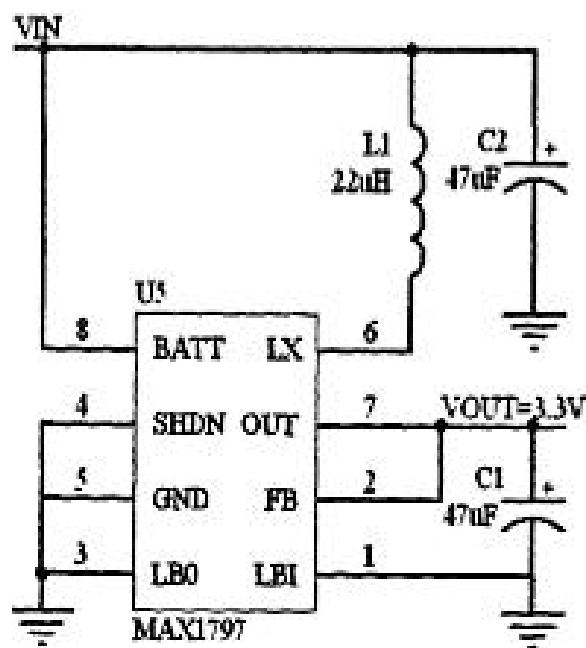 VIN
L1
22uH
C2
+
47uF
U5
8
BATT
LX
6
4
SHDN
OUT
7
VOUT=3.3V
5
GND
FB
2
C1
+
47uF
3
LB0
LBI
1
MAX1797